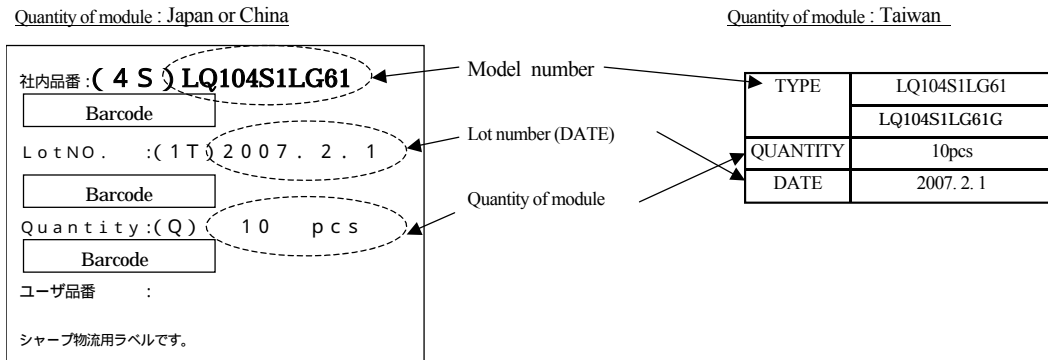 Quantity of module : Japan or China
社内品番 :(４Ｓ) LQ104S1LG61
Barcode
ＬｏｔＮＯ．　:(１Ｔ)２００７．２．１
Barcode
Ｑｕａｎｔｉｔｙ:(Ｑ)　１０　ｐｃｓ
Barcode
ユーザ品番　:
シャープ物流用ラベルです。
Model number
Lot number (DATE)
Quantity of module
Quantity of module : Taiwan
TYPE LQ104S1LG61
LQ104S1LG61G
QUANTITY 10pcs
DATE 2007. 2. 1